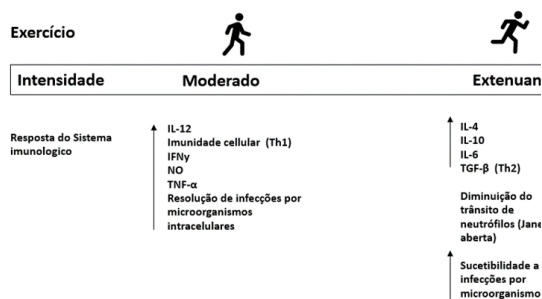 Exercício
Intensidade Moderado Extenuan
Resposta do Sistema
imunologico
IL-12
Imunidade cellular (Th1)
IFNγ
NO
TNF-α
Resolução de infecções por
microorganismos
intracelulares
IL-4
IL-10
IL-6
TGF-β (Th2)
Diminuição do
trânsito de
neutrófilos (Jane
aberta)
Sucetibilidade a
infecções por
microorganismo